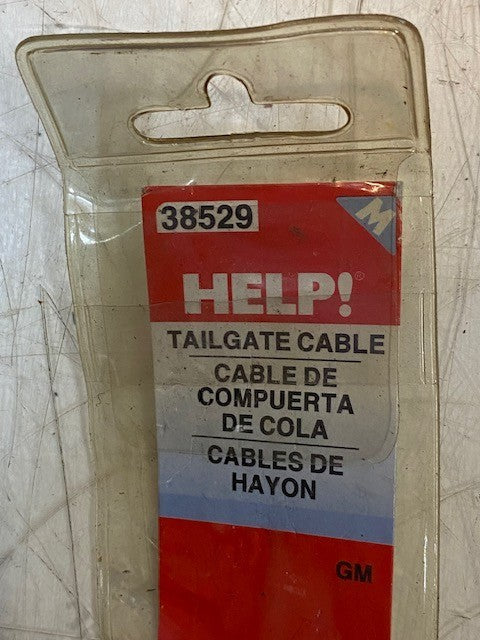 38529
M
HELP!®
TAILGATE CABLE
CABLE DE
COMPUERTA
DE COLA
CABLES DE
HAYON
GM